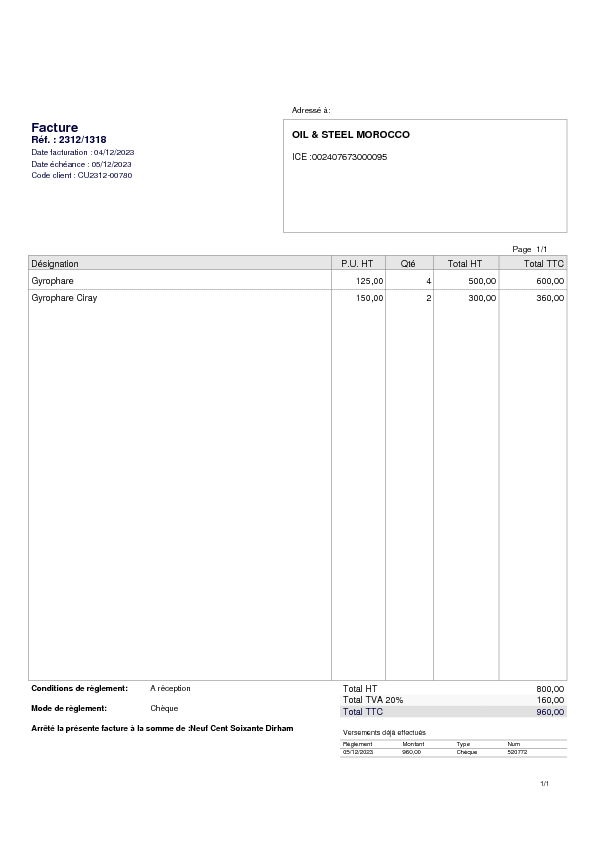 Adressé à:
Facture
Réf. : 2312/1318
Date facturation : 04/12/2023
Date échéance : 05/12/2023
Code client : CU2312-00780
OIL & STEEL MOROCCO
ICE :002407673000095
Page 1/1
Désignation P.U. HT Qté Total HT Total TTC
Gyrophare 125,00 4 500,00 600,00
Gyrophare Ciray 150,00 2 300,00 360,00
Conditions de règlement: A réception
Mode de règlement: Chèque
Arrêté la présente facture à la somme de :Neuf Cent Soixante Dirham
Total HT 800,00
Total TVA 20% 160,00
Total TTC 960,00
Versements déjà effectués
Règlement Montant Type Num
05/12/2023 960,00 Chèque 520772
1/1